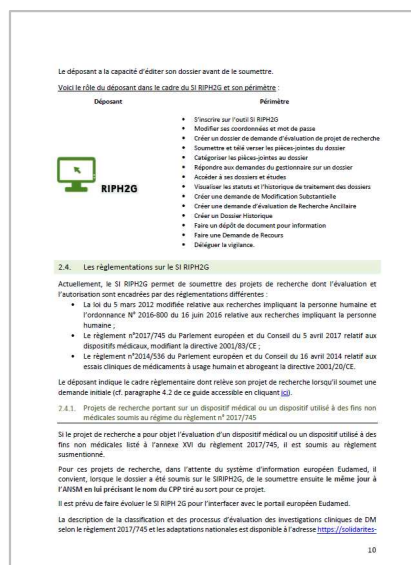 Le déposant a la capacité d'éditer son dossier avant de le soumettre.
Voici le rôle du déposant dans le cadre du SI RIPH2G et son périmètre :
Déposant
Périmètre
RIPH2G
• S'inscrire sur l'outil SI RIPH2G
• Modifier ses coordonnées et mot de passe
• Créer un dossier de demande d'évaluation de projet de recherche
• Soumettre et télé verser les pièces-jointes du dossier
• Catégoriser les pièces-jointes au dossier
• Répondre aux demandes du gestionnaire sur un dossier
• Accéder à ses dossiers et études
• Visualiser les statuts et l'historique de traitement des dossiers
• Créer une demande de Modification Substantielle
• Créer une demande d'évaluation de Recherche Ancillaire
• Créer un Dossier Historique
• Faire un dépôt de document pour information
• Faire une Demande de Recours
• Déléguer la vigilance.
2.4. Les règlementations sur le SI RIPH2G
Actuellement, le SI RIPH2G permet de soumettre des projets de recherche dont l'évaluation et
l'autorisation sont encadrées par des réglementations différentes :
• La loi du 5 mars 2012 modifiée relative aux recherches impliquant la personne humaine et
l'ordonnance N° 2016-800 du 16 juin 2016 relative aux recherches impliquant la personne
humaine ;
• Le règlement n°2017/745 du Parlement européen et du Conseil du 5 avril 2017 relatif aux
dispositifs médicaux, modifiant la directive 2001/83/CE ;
• Le règlement n°2014/536 du Parlement européen et du Conseil du 16 avril 2014 relatif aux
essais cliniques de médicaments à usage humain et abrogeant la directive 2001/20/CE.
Le déposant indique le cadre règlementaire dont relève son projet de recherche lorsqu'il soumet une
demande initiale (cf. paragraphe 4.2 de ce guide accessible en cliquant ici).
2.4.1. Projets de recherche portant sur un dispositif médical ou un dispositif utilisé à des fins non
médicales soumis au régime du règlement n° 2017/745
Si le projet de recherche a pour objet l'évaluation d'un dispositif médical ou un dispositif utilisé à des
fins non médicales listé à l'annexe XVI du règlement 2017/745, il est soumis au règlement
susmentionné.
Pour ces projets de recherche, dans l'attente du système d'information européen Eudamed, il
convient, lorsque le dossier a été soumis sur le SIRIPH2G, de le soumettre ensuite le même jour à
l'ANSM en lui précisant le nom du CPP tiré au sort pour ce projet.
Il est prévu de faire évoluer le SI RIPH 2G pour l'interfacer avec le portail européen Eudamed.
La description de la classification et des processus d'évaluation des investigations cliniques de DM
selon le règlement 2017/745 et les adaptations nationales est disponible à l'adresse https://solidarites-
10